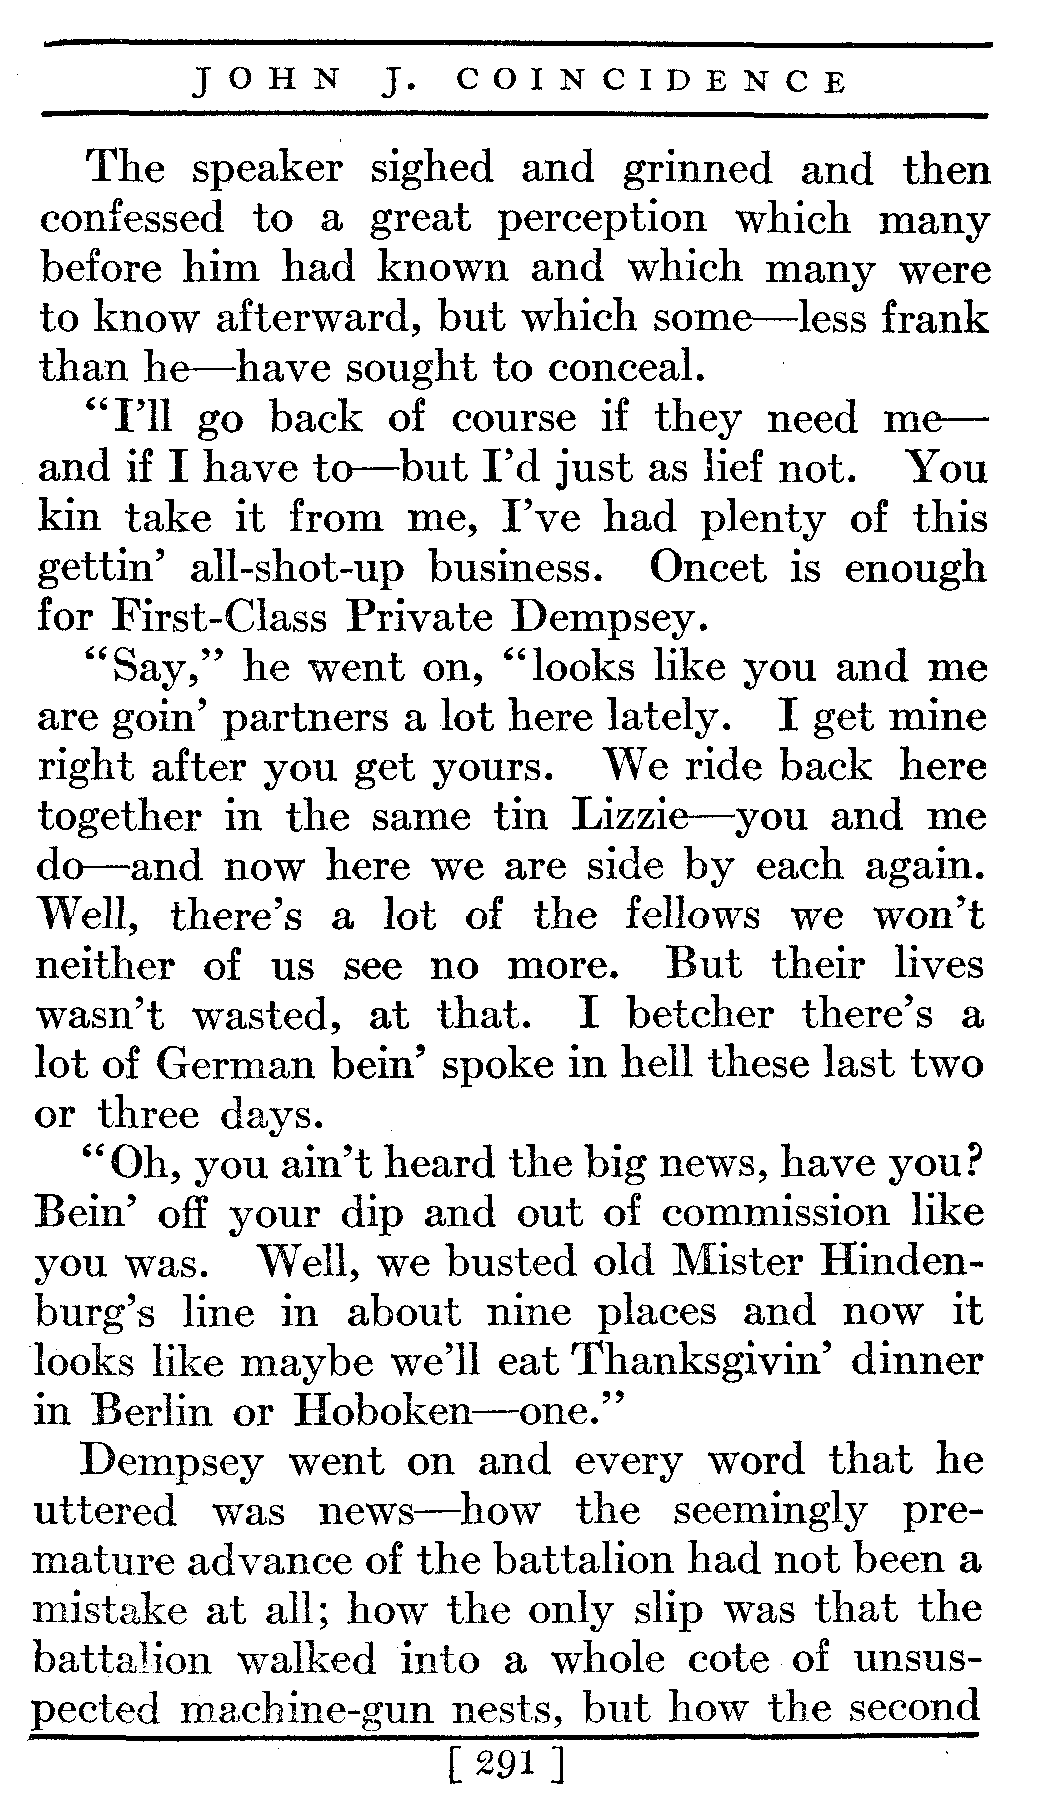 JOHN J. COINCIDENCE
The speaker sighed and grinned and then
confessed to a great perception which many
before him had known and which many were
to know afterward, but which some—less frank
than he—have sought to conceal.
“I’ll go back of course if they need me—
and if I have to—but I’d just as lief not. You
kin take it from me, I’ve had plenty of this
gettin’ all-shot-up business. Oncet is enough
for First-Class Private Dempsey.
“Say,” he went on, “looks like you and me
are goin’ partners a lot here lately. I get mine
right after you get yours. We ride back here
together in the same tin Lizzie—you and me
do—and now here we are side by each again.
Well, there’s a lot of the fellows we won’t
neither of us see no more. But their lives
wasn’t wasted, at that. I betcher there’s a
lot of German bein’ spoke in hell these last two
or three days.
“Oh, you ain’t heard the big news, have you?
Bein’ off your dip and out of commission like
you was. Well, we busted old Mister Hinden-
burg’s line in about nine places and now it
looks like maybe we’ll eat Thanksgivin’ dinner
in Berlin or Hoboken—one.”
Dempsey went on and every word that he
uttered was news—how the seemingly pre-
mature advance of the battalion had not been a
mistake at all; how the only slip was that the
battalion walked into a whole cote of unsus-
pected machine-gun nests, but how the second
[ 291 ]